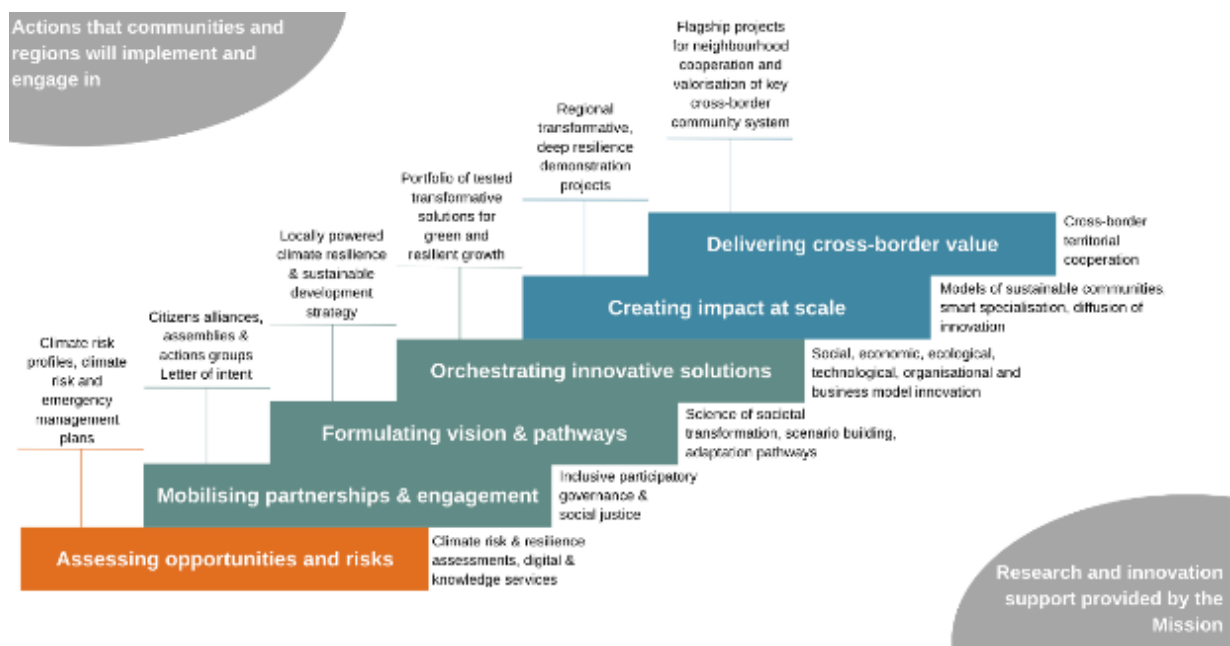 Actions that communities and
regions will implement and
engage in
Flagship projects
for neighbourhood
cooperation and
valorisation of key
cross-border
community system
Regional
transformative,
deep resilience
demonstration
projects
Portfolio of tested
transformative
solutions for
green and
resilient growth
Locally powered
climate resilience
& sustainable
development
strategy
Citizens alliances,
assemblies &
actions groups
Letter of intent
Climate risk
profiles, climate
risk and
emergency
management
plans
Delivering cross-border value
Cross-border
territorial
cooperation
Creating impact at scale
Models of sustainable communities,
smart specialisation, diffusion of
innovation
Orchestrating innovative solutions
Social, economic, ecological,
technological, organisational and
business model innovation
Formulating vision & pathways
Science of societal
transformation, scenario building,
adaptation pathways
Mobilising partnerships & engagement
Inclusive participatory
governance &
social justice
Assessing opportunities and risks
Climate risk & resilience
assessments, digital &
knowledge services
Research and innovation
support provided by the
Mission